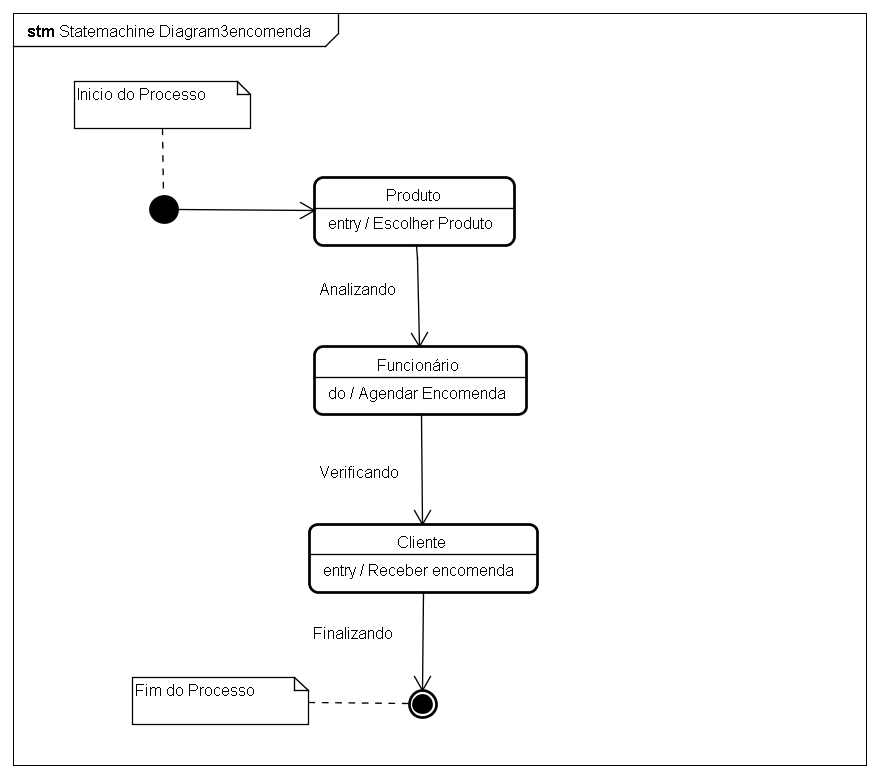 stm Statemachine Diagram3encomenda
Inicio do Processo
Produto
entry / Escolher Produto
Analizando
Funcionário
do / Agendar Encomenda
Verificando
Cliente
entry / Receber encomenda
Finalizando
Fim do Processo